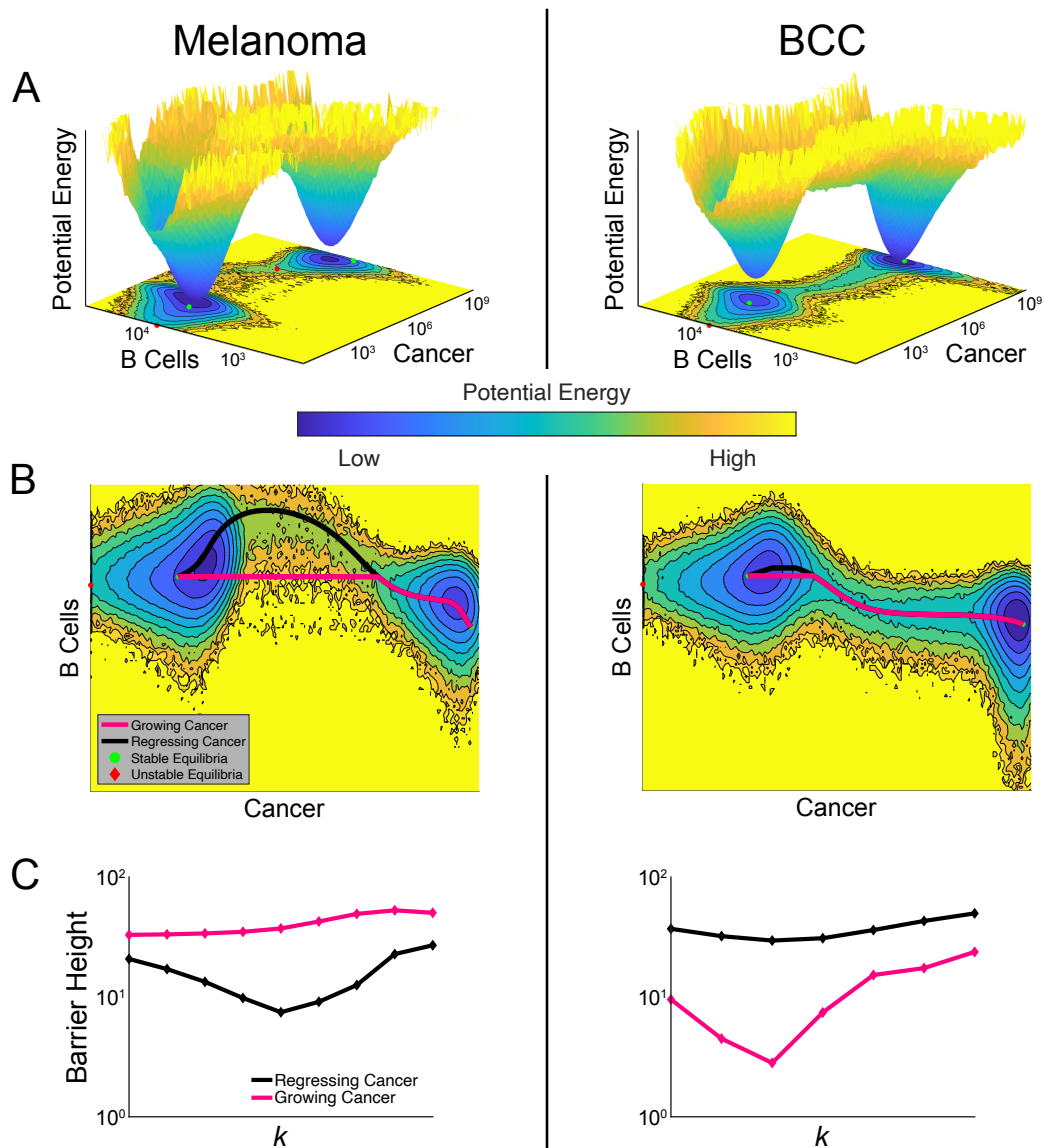 Melanoma
BCC
A
Potential Energy
10⁴
10³
B Cells
10³
10⁶
10⁹
Cancer
Potential Energy
10⁴
10³
B Cells
10³
10⁶
10⁹
Cancer
Potential Energy
Low
High
B
B Cells
Growing Cancer
Regressing Cancer
Stable Equilibria
Unstable Equilibria
Cancer
B Cells
Cancer
C
Barrier Height
10²
10¹
10⁰
Regressing Cancer
Growing Cancer
k
10²
10¹
10⁰
k